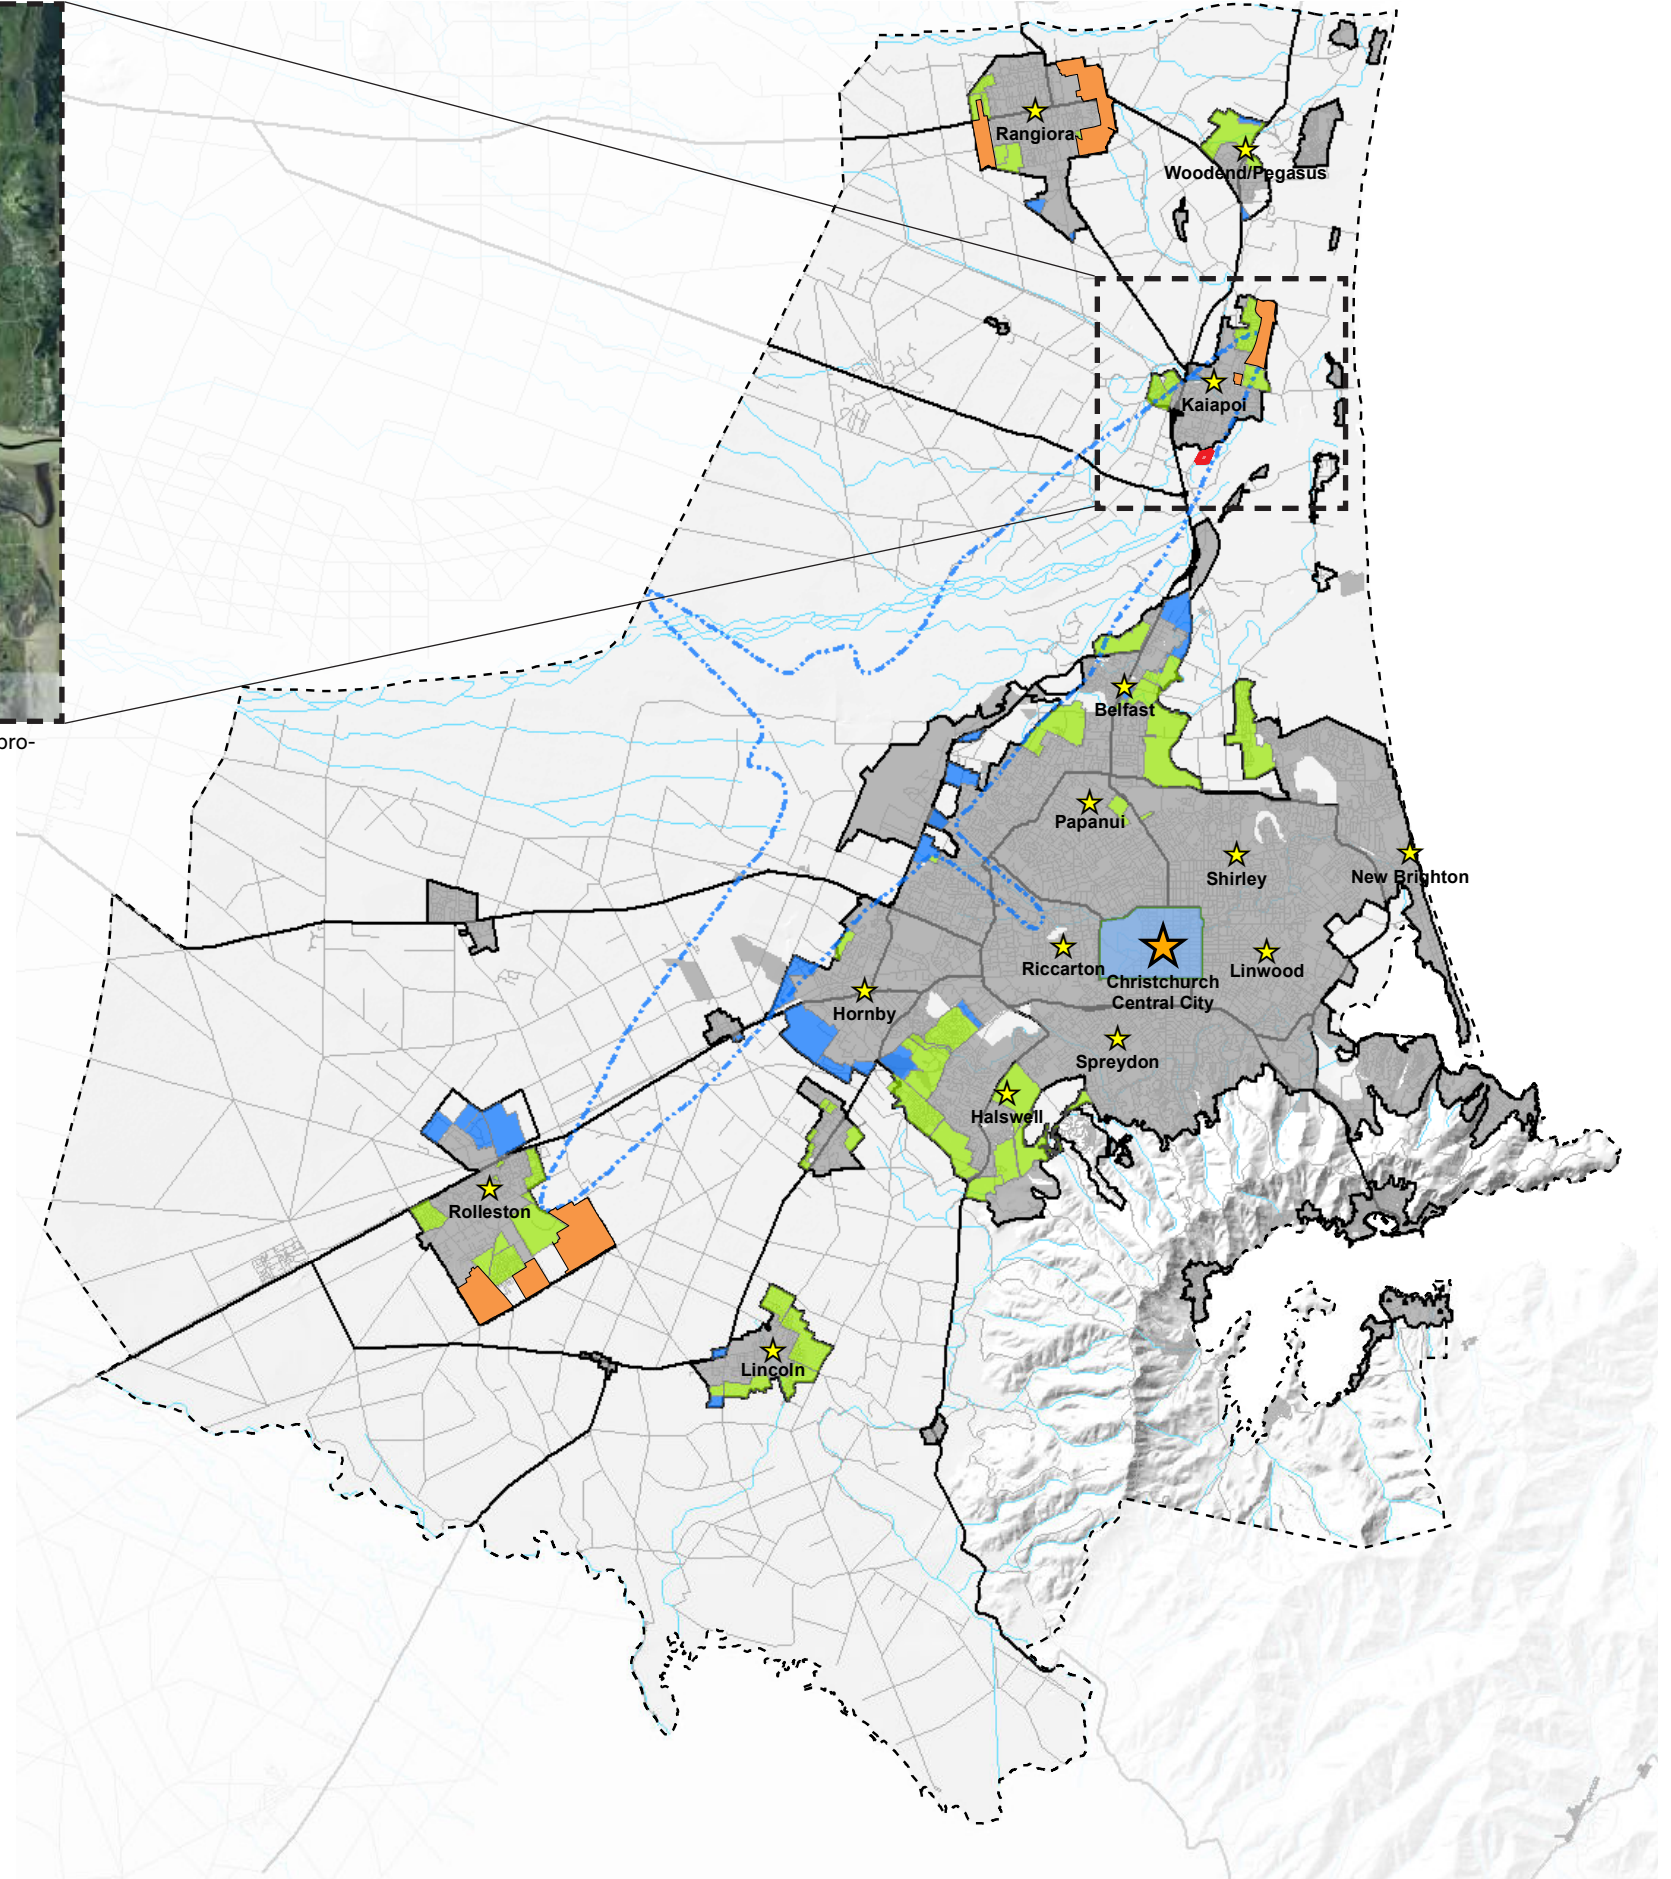 Rangiora
Woodend/Pegasus
Kaiapoi
Belfast
pro-
Papanui
Shirley
New Brighton
Riccarton
Linwood
Christchurch
Central City
Hornby
Spreydon
Halswell
Rolleston
Lincoln